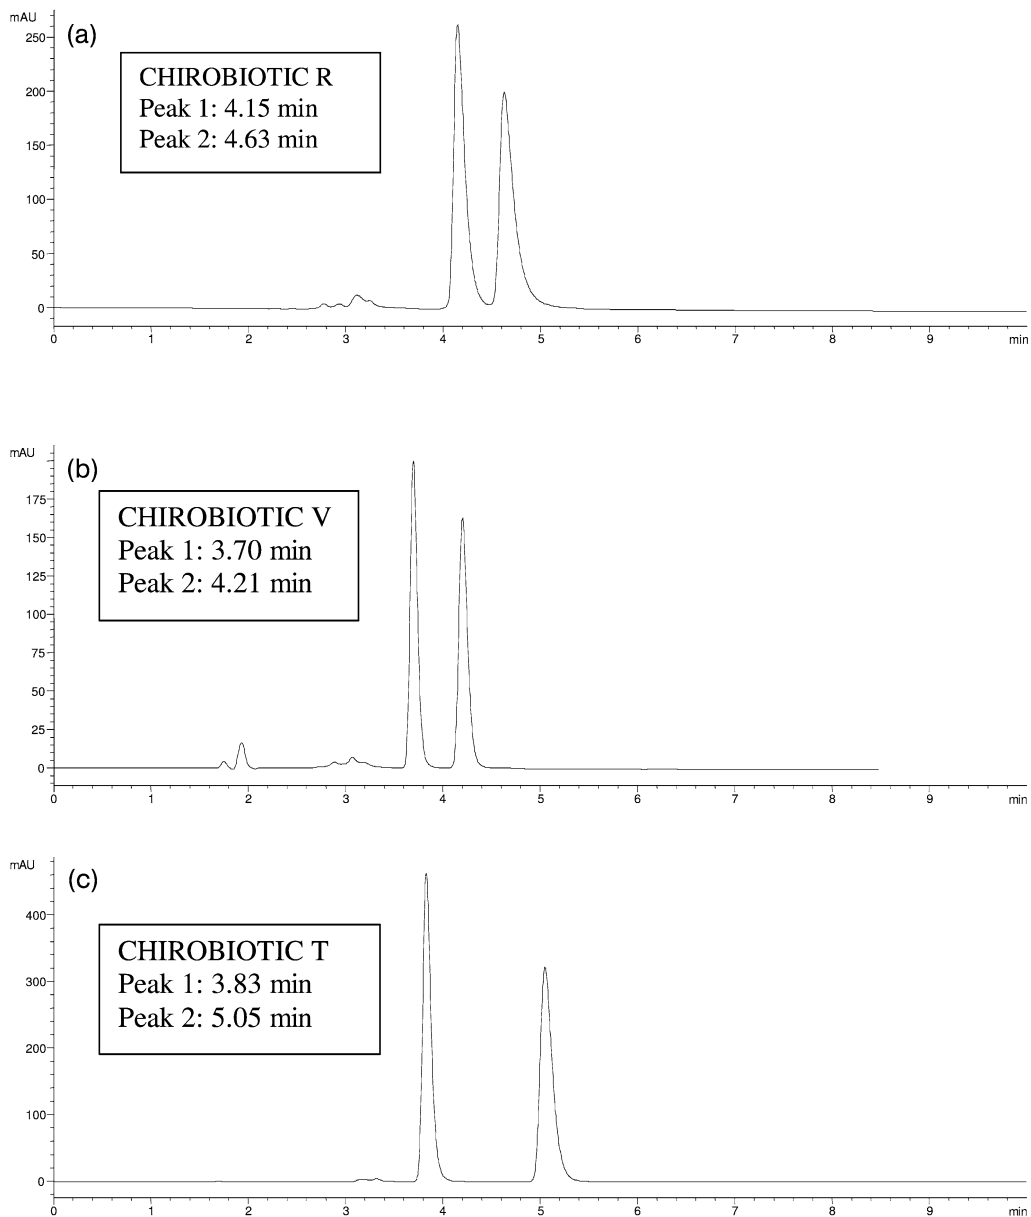 mAU
(a)
250
CHIROBIOTIC R
Peak 1: 4.15 min
Peak 2: 4.63 min
200
150
100
50
0
0 1 2 3 4 5 6 7 8 9 min
mAU
(b)
CHIROBIOTIC V
Peak 1: 3.70 min
Peak 2: 4.21 min
175
150
125
100
75
50
25
0
0 1 2 3 4 5 6 7 8 9 min
mAU
(c)
400
CHIROBIOTIC T
Peak 1: 3.83 min
Peak 2: 5.05 min
300
200
100
0
0 1 2 3 4 5 6 7 8 9 min